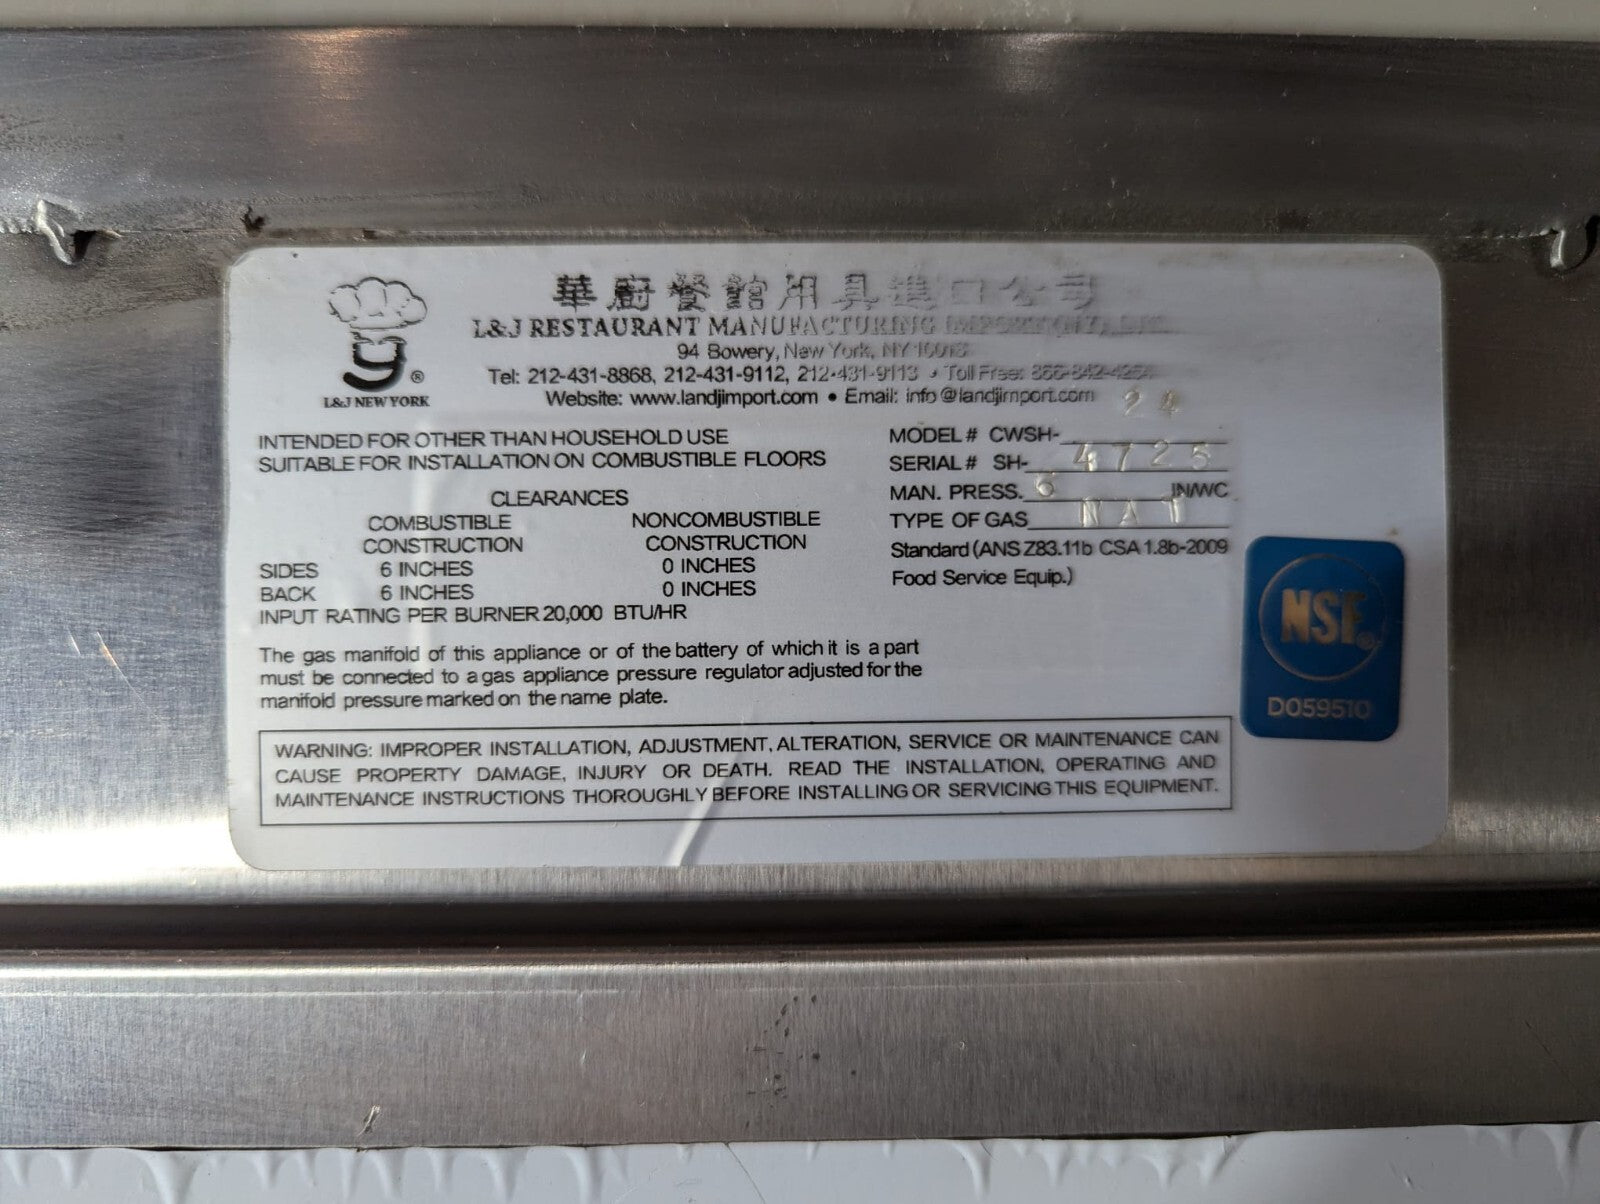 華廚餐館用具進口公司
L&J RESTAURANT MANUFACTURING IMPORT (NY), INC.
94 Bowery, New York, NY 10013
Tel: 212-431-8868, 212-431-9112, 212-431-9113 • Toll Free: 866-842-4254
Website: www.landjimport.com • Email: info@landjimport.com
® L&J NEW YORK
INTENDED FOR OTHER THAN HOUSEHOLD USE
SUITABLE FOR INSTALLATION ON COMBUSTIBLE FLOORS
CLEARANCES
COMBUSTIBLE NONCOMBUSTIBLE
CONSTRUCTION CONSTRUCTION
SIDES 6 INCHES 0 INCHES
BACK 6 INCHES 0 INCHES
INPUT RATING PER BURNER 20,000 BTU/HR
MODEL # CWSH- 24
SERIAL # SH- 4725
MAN. PRESS. 6 IN/WC
TYPE OF GAS NAT
Standard (ANS Z83.11b CSA 1.8b-2009
Food Service Equip.)
NSF®
D059510
The gas manifold of this appliance or of the battery of which it is a part
must be connected to a gas appliance pressure regulator adjusted for the
manifold pressure marked on the name plate.
WARNING: IMPROPER INSTALLATION, ADJUSTMENT, ALTERATION, SERVICE OR MAINTENANCE CAN
CAUSE PROPERTY DAMAGE, INJURY OR DEATH. READ THE INSTALLATION, OPERATING AND
MAINTENANCE INSTRUCTIONS THOROUGHLY BEFORE INSTALLING OR SERVICING THIS EQUIPMENT.